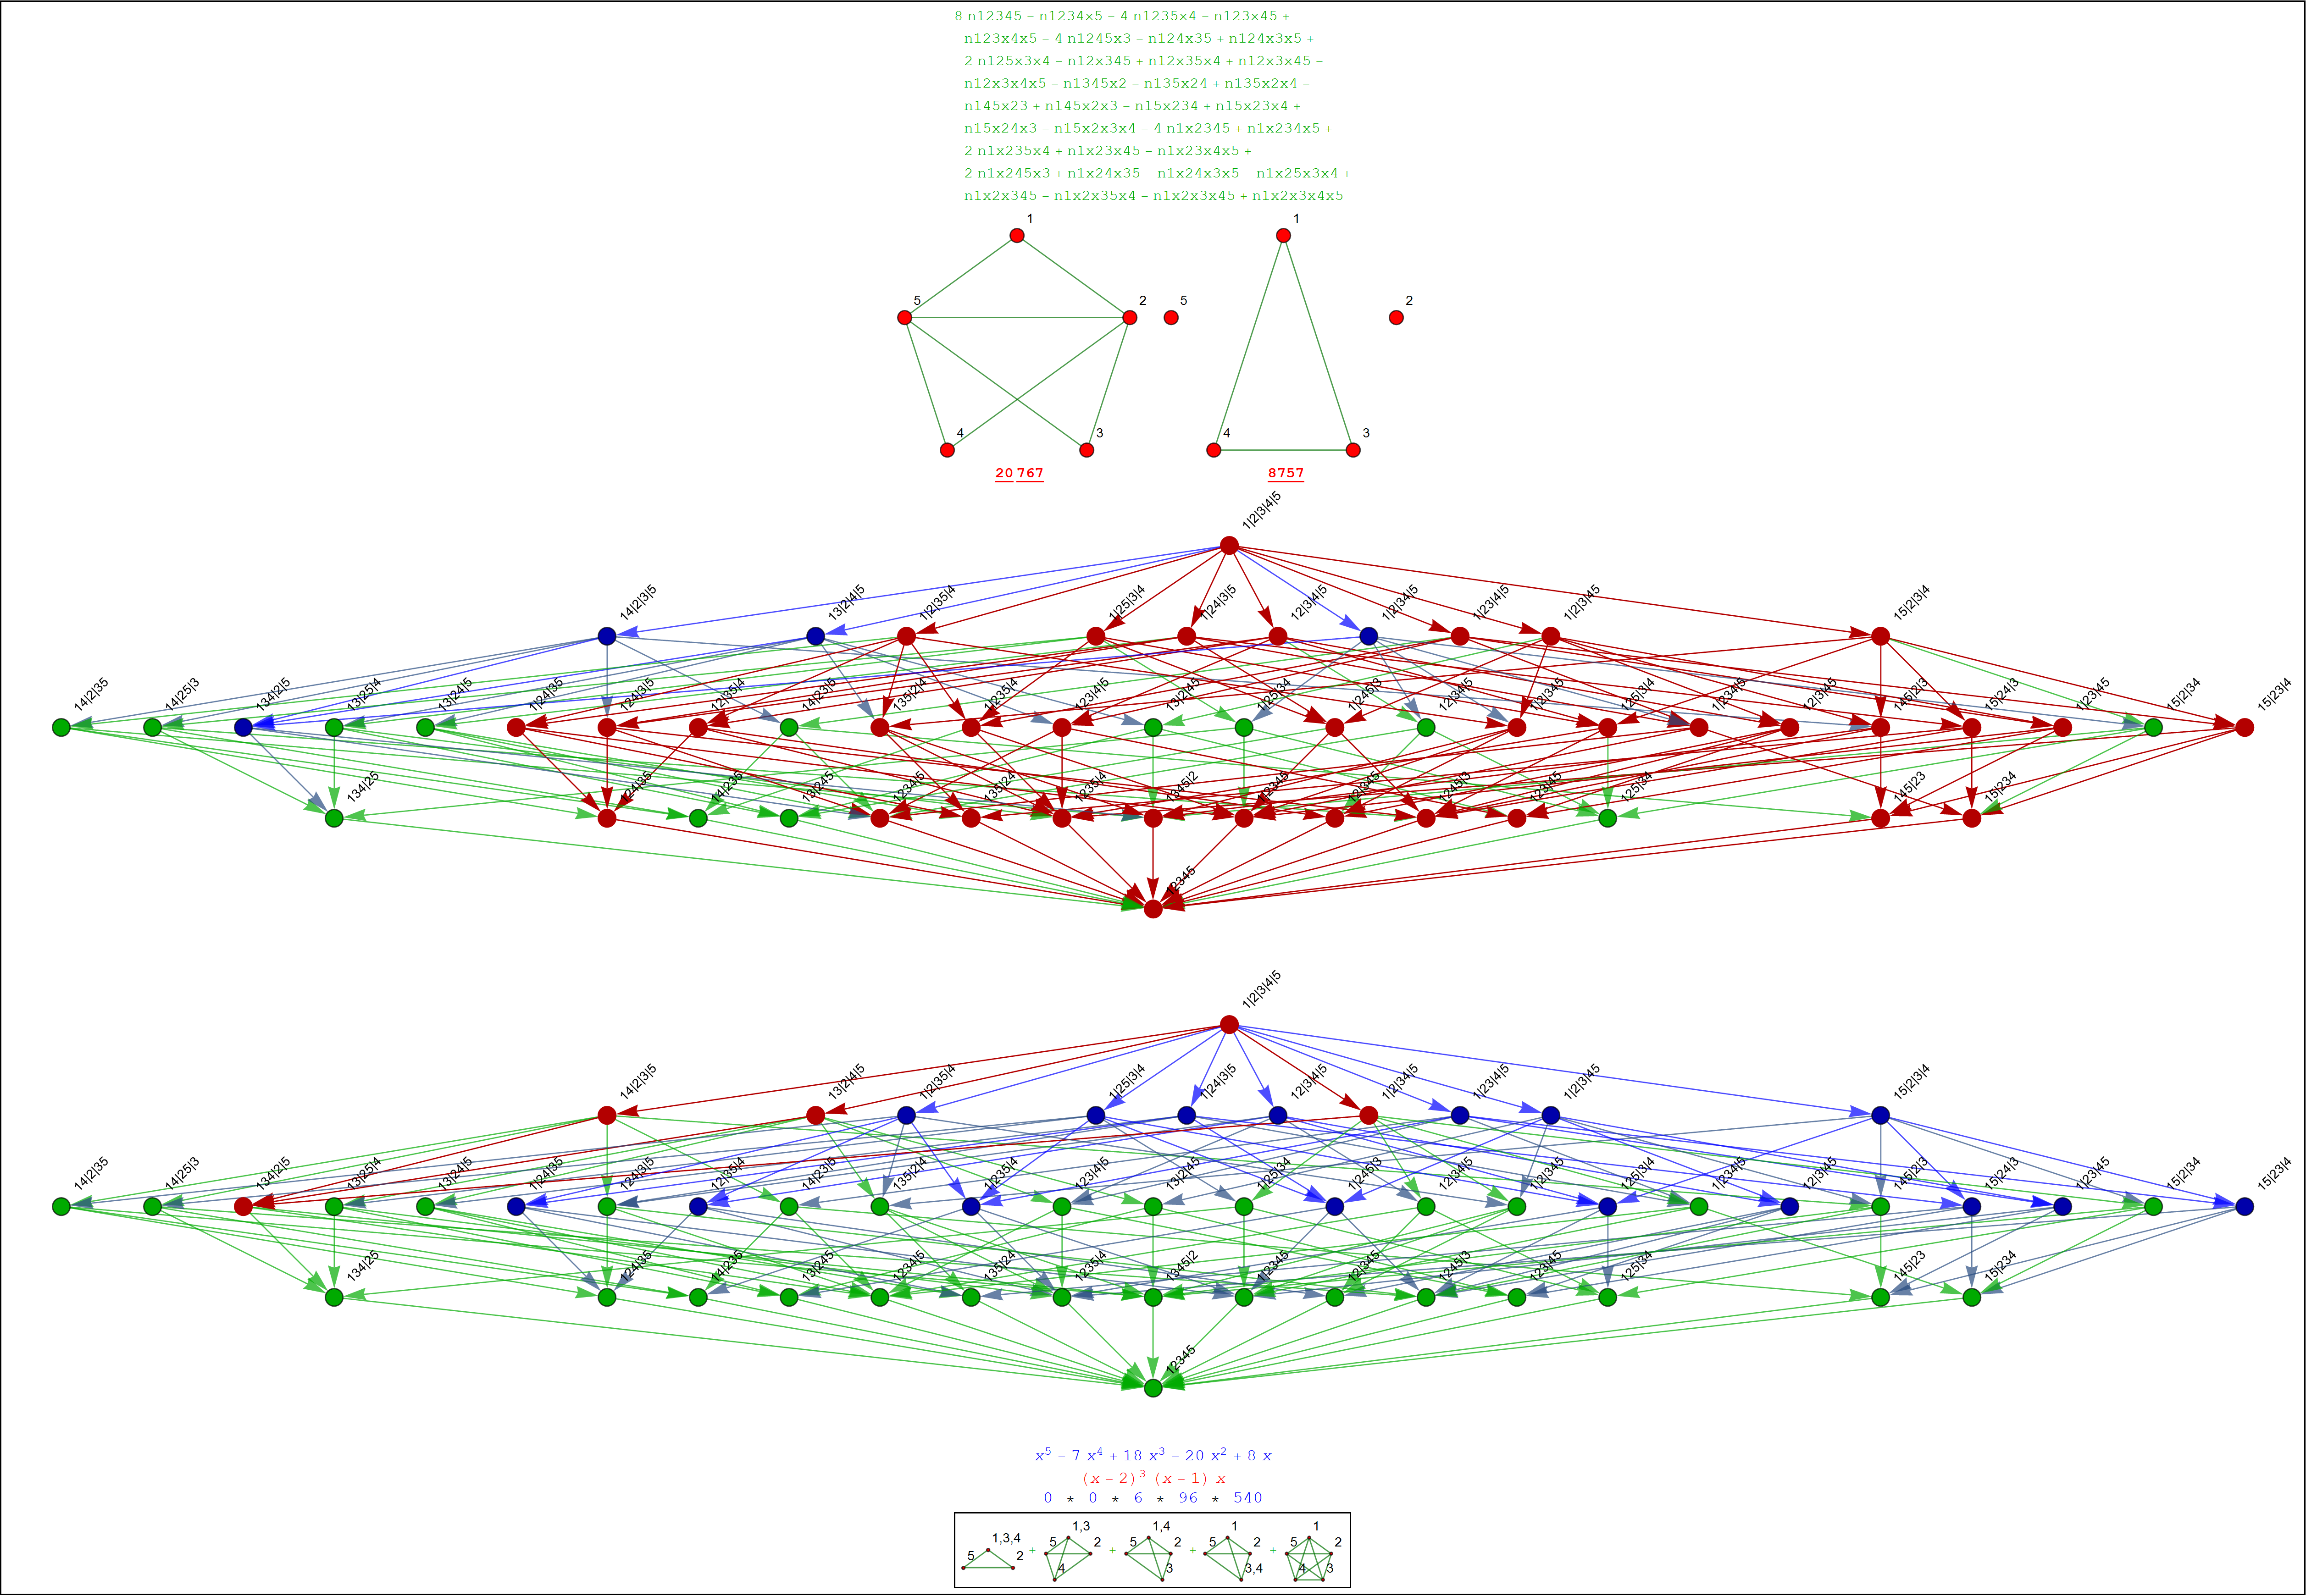 8 n12345 – n1234x5 – 4 n1235x4 – n123x45 +
n123x4x5 – 4 n1245x3 – n124x35 + n124x3x5 +
2 n125x3x4 – n12x345 + n12x35x4 + n12x3x45 –
n12x3x4x5 – n1345x2 – n135x24 + n135x2x4 –
n145x23 + n145x2x3 – n15x234 + n15x23x4 +
n15x24x3 – n15x2x3x4 – 4 n1x2345 + n1x234x5 +
2 n1x235x4 + n1x23x45 – n1x23x4x5 +
2 n1x245x3 + n1x24x35 – n1x24x3x5 – n1x25x3x4 +
n1x2x345 – n1x2x35x4 – n1x2x3x45 + n1x2x3x4x5
1 1
5 2 5 2
4 3 4 3
20 767 8757
1|2|3|4|5
14|2|3|5 13|2|4|5 1|2|35|4 1|25|3|4 1|24|3|5 12|3|4|5 1|2|34|5 1|23|4|5 1|2|3|45 15|2|3|4
14|2|35 14|25|3 134|2|5 13|25|4 13|24|5 1|24|35 124|3|5 12|35|4 14|23|5 135|2|4 1|235|4 123|4|5 13|2|45 1|25|34 1|245|3 12|34|5 1|2|345 125|3|4 1|234|5 12|3|45 145|2|3 15|24|3 1|23|45 15|2|34 15|23|4
134|25 124|35 14|235 13|245 1234|5 135|24 1235|4 1345|2 1|2345 12|345 1245|3 123|45 125|34 145|23 15|234
12345
1|2|3|4|5
14|2|3|5 13|2|4|5 1|2|35|4 1|25|3|4 1|24|3|5 12|3|4|5 1|2|34|5 1|23|4|5 1|2|3|45 15|2|3|4
14|2|35 14|25|3 134|2|5 13|25|4 13|24|5 1|24|35 124|3|5 12|35|4 14|23|5 135|2|4 1|235|4 123|4|5 13|2|45 1|25|34 1|245|3 12|34|5 1|2|345 125|3|4 1|234|5 12|3|45 145|2|3 15|24|3 1|23|45 15|2|34 15|23|4
134|25 124|35 14|235 13|245 1234|5 135|24 1235|4 1345|2 1|2345 12|345 1245|3 123|45 125|34 145|23 15|234
12345
x⁵ – 7 x⁴ + 18 x³ – 20 x² + 8 x
(x – 2)³ (x – 1) x
0 * 0 * 6 * 96 * 540
1,3,4 1,3 1,4 1 1
5 2 + 5 2 + 5 2 + 5 2 + 5 2
4 3 3,4 4 3